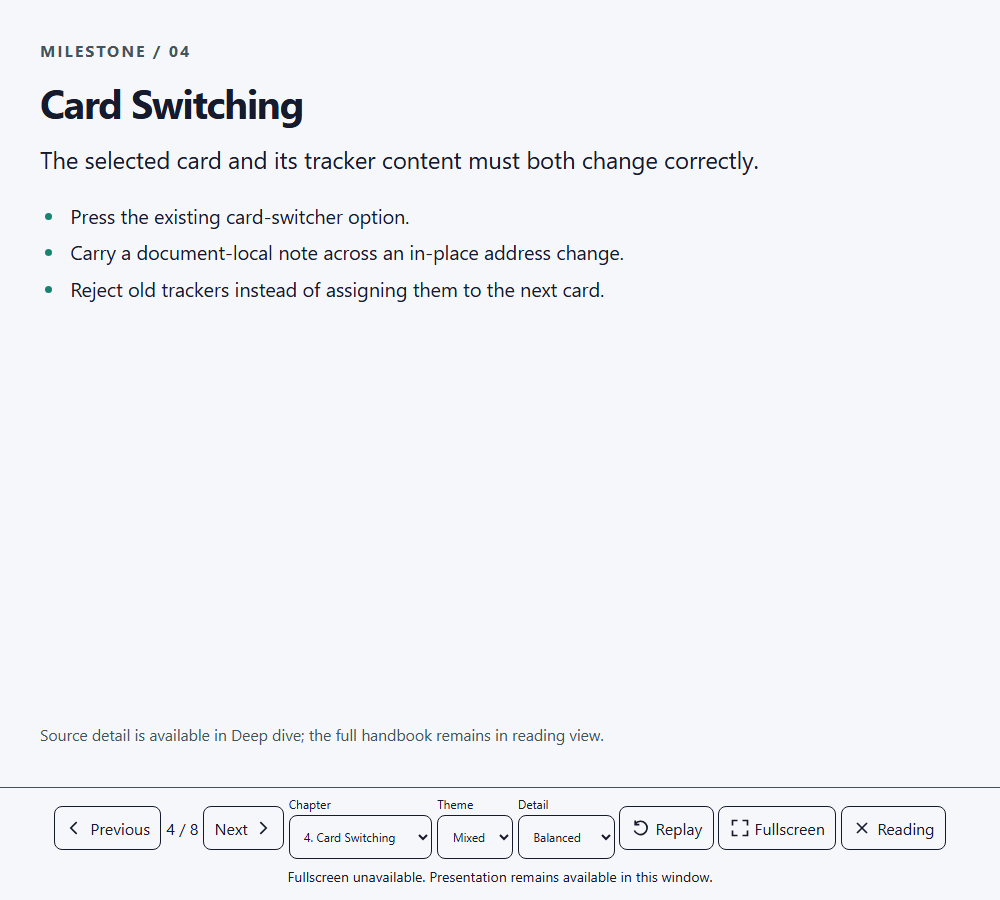 MILESTONE / 04
Card Switching
The selected card and its tracker content must both change correctly.
Press the existing card-switcher option.
Carry a document-local note across an in-place address change.
Reject old trackers instead of assigning them to the next card.
Source detail is available in Deep dive; the full handbook remains in reading view.
Chapter Theme Detail
Previous 4 / 8 Next 4. Card Switching Mixed Balanced Replay Fullscreen Reading
Fullscreen unavailable. Presentation remains available in this window.